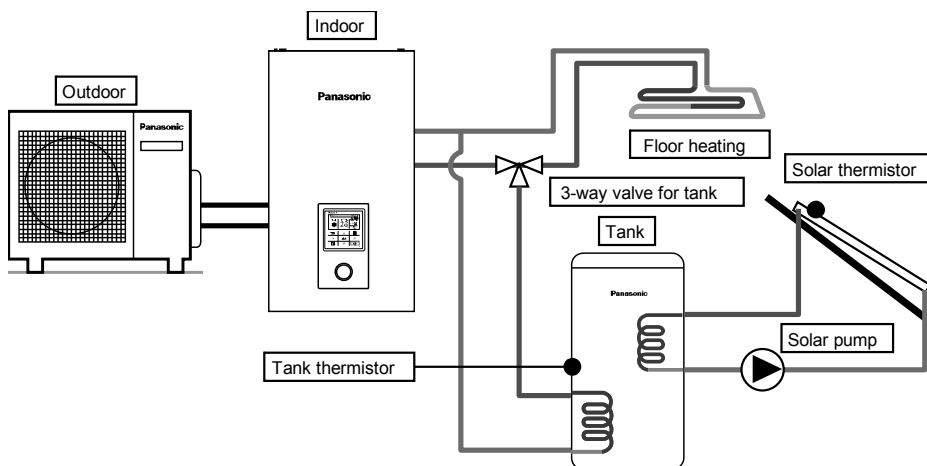 Indoor
Outdoor
Panasonic
Panasonic
Floor heating
Solar thermistor
3-way valve for tank
Tank
Panasonic
Solar pump
Tank thermistor